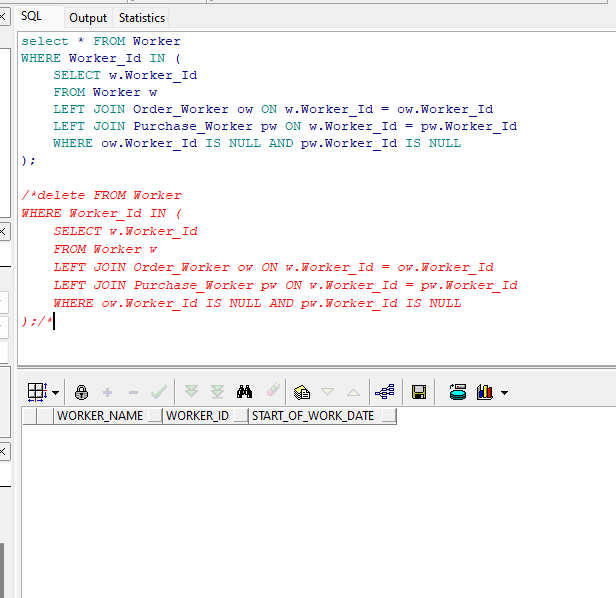 SQL Output Statistics
select * FROM Worker
WHERE Worker_Id IN (
    SELECT w.Worker_Id
    FROM Worker w
    LEFT JOIN Order_Worker ow ON w.Worker_Id = ow.Worker_Id
    LEFT JOIN Purchase_Worker pw ON w.Worker_Id = pw.Worker_Id
    WHERE ow.Worker_Id IS NULL AND pw.Worker_Id IS NULL
);

/*delete FROM Worker
WHERE Worker_Id IN (
    SELECT w.Worker_Id
    FROM Worker w
    LEFT JOIN Order_Worker ow ON w.Worker_Id = ow.Worker_Id
    LEFT JOIN Purchase_Worker pw ON w.Worker_Id = pw.Worker_Id
    WHERE ow.Worker_Id IS NULL AND pw.Worker_Id IS NULL
);/*
WORKER_NAME WORKER_ID START_OF_WORK_DATE